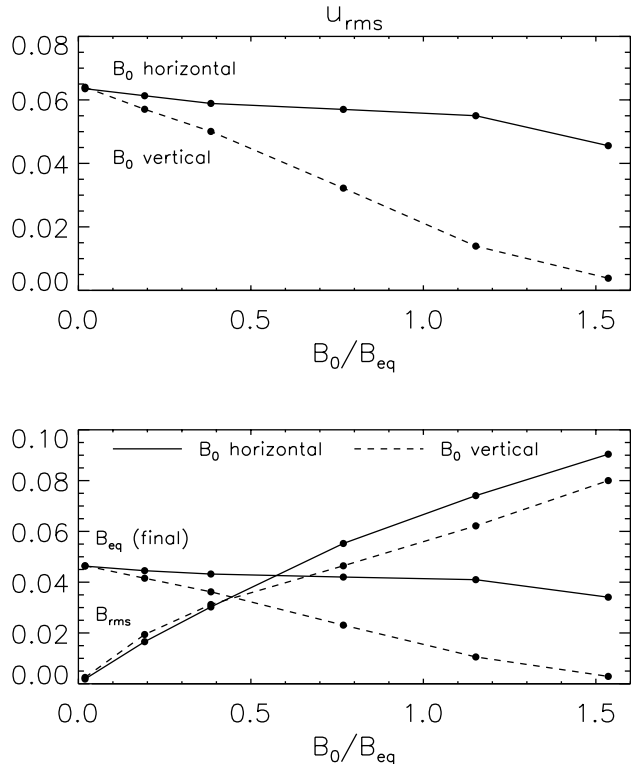 u_rms
0.08
0.06
0.04
0.02
0.00
B_0 horizontal
B_0 vertical
0.0 0.5 1.0 1.5
B_0/B_eq
0.10
0.08
0.06
0.04
0.02
0.00
B_0 horizontal B_0 vertical
B_eq (final)
B_rms
0.0 0.5 1.0 1.5
B_0/B_eq